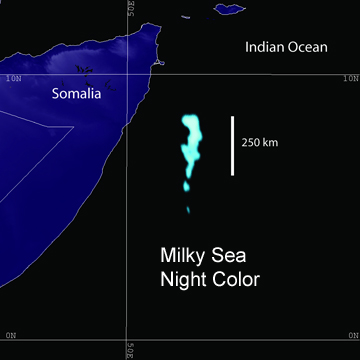 50E
Indian Ocean
10N
10N
Somalia
250 km
Milky Sea
Night Color
0N
0N
50E